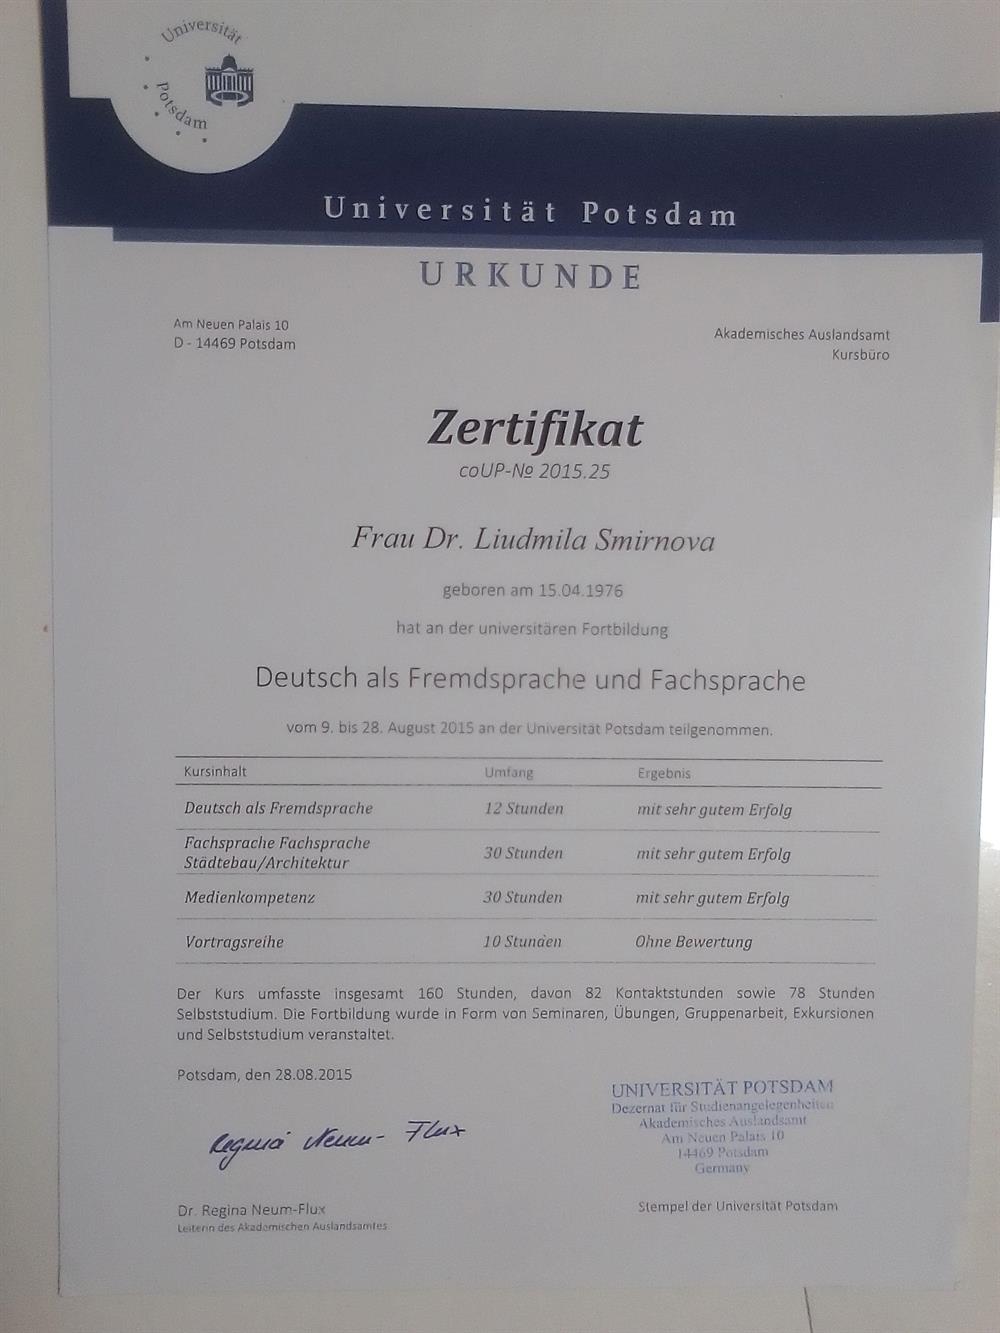 Universität
Potsdam
Universität Potsdam
URKUNDE
Am Neuen Palais 10
D - 14469 Potsdam
Akademisches Auslandsamt
Kursbüro
Zertifikat
coUP-№ 2015.25
Frau Dr. Liudmila Smirnova
geboren am 15.04.1976
hat an der universitären Fortbildung
Deutsch als Fremdsprache und Fachsprache
vom 9. bis 28. August 2015 an der Universität Potsdam teilgenommen.
Kursinhalt Umfang Ergebnis
Deutsch als Fremdsprache 12 Stunden mit sehr gutem Erfolg
Fachsprache Fachsprache
Städtebau/Architektur 30 Stunden mit sehr gutem Erfolg
Medienkompetenz 30 Stunden mit sehr gutem Erfolg
Vortragsreihe 10 Stunden Ohne Bewertung
Der Kurs umfasste insgesamt 160 Stunden, davon 82 Kontaktstunden sowie 78 Stunden
Selbststudium. Die Fortbildung wurde in Form von Seminaren, Übungen, Gruppenarbeit, Exkursionen
und Selbststudium veranstaltet.
Potsdam, den 28.08.2015
Regina Neum-Flux
Dr. Regina Neum-Flux
Leiterin des Akademischen Auslandsamtes
UNIVERSITÄT POTSDAM
Dezernat für Studienangelegenheiten
Akademisches Auslandsamt
Am Neuen Palais 10
14469 Potsdam
Germany
Stempel der Universität Potsdam